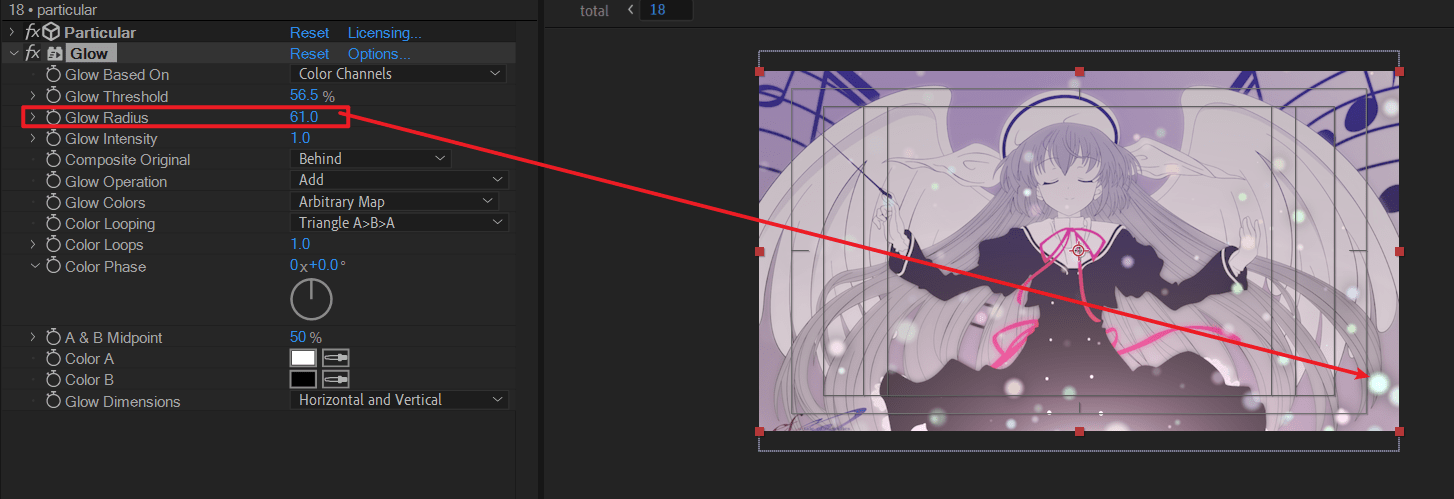 18 • particular
total < 18
fx Particular Reset Licensing...
fx Glow Reset Options...
Glow Based On Color Channels
Glow Threshold 56.5 %
Glow Radius 61.0
Glow Intensity 1.0
Composite Original Behind
Glow Operation Add
Glow Colors Arbitrary Map
Color Looping Triangle A>B>A
Color Loops 1.0
Color Phase 0x+0.0°
A & B Midpoint 50 %
Color A
Color B
Glow Dimensions Horizontal and Vertical